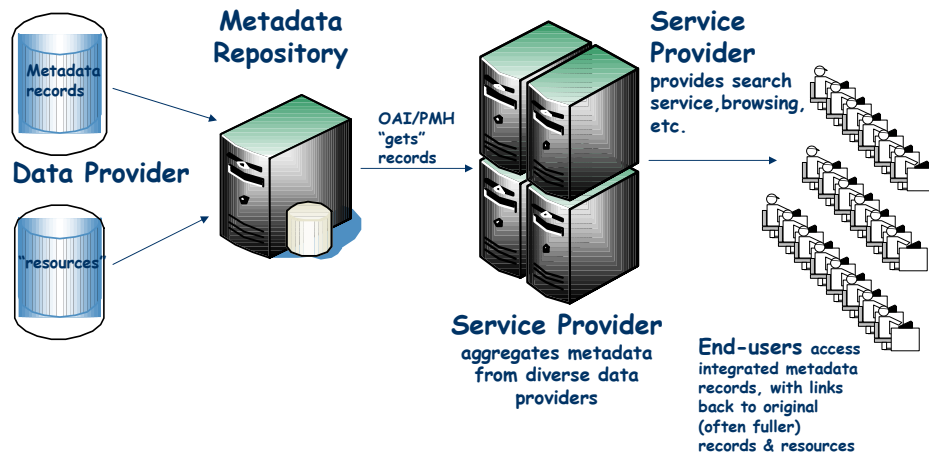 Metadata
records
Data Provider
"resources"
Metadata
Repository
OAI/PMH
"gets"
records
Service Provider
aggregates metadata
from diverse data
providers
Service
Provider
provides search
service,browsing,
etc.
End-users access
integrated metadata
records, with links
back to original
(often fuller)
records & resources